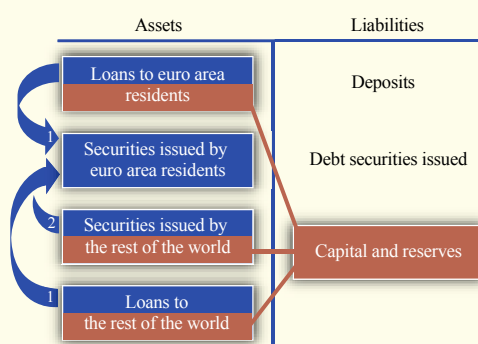 Assets
Liabilities
Loans to euro area
residents
Deposits
1
Securities issued by
euro area residents
Debt securities issued
2
Securities issued by
the rest of the world
Capital and reserves
1
Loans to
the rest of the world